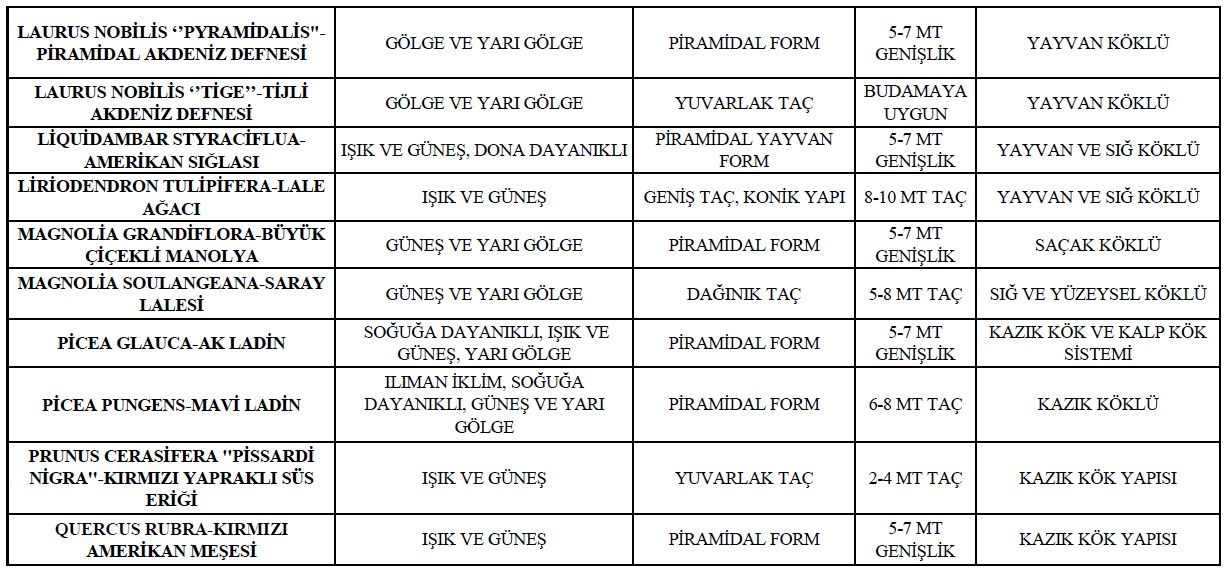 LAURUS NOBİLİS ‘’PYRAMİDALİS"-
PİRAMİDAL AKDENİZ DEFNESİ
GÖLGE VE YARI GÖLGE
PİRAMİDAL FORM
5-7 MT
GENİŞLİK
YAYVAN KÖKLÜ
LAURUS NOBİLİS ‘’TİGE’’-TİJLİ
AKDENİZ DEFNESİ
GÖLGE VE YARI GÖLGE
YUVARLAK TAÇ
BUDAMAYA
UYGUN
YAYVAN KÖKLÜ
LİQUİDAMBAR STYRACİFLUA-
AMERİKAN SIĞLASI
IŞIK VE GÜNEŞ, DONA DAYANIKLI
PİRAMİDAL YAYVAN
FORM
5-7 MT
GENİŞLİK
YAYVAN VE SIĞ KÖKLÜ
LİRİODENDRON TULİPİFERA-LALE
AĞACI
IŞIK VE GÜNEŞ
GENİŞ TAÇ, KONİK YAPI
8-10 MT TAÇ
YAYVAN VE SIĞ KÖKLÜ
MAGNOLİA GRANDİFLORA-BÜYÜK
ÇİÇEKLİ MANOLYA
GÜNEŞ VE YARI GÖLGE
PİRAMİDAL FORM
5-7 MT
GENİŞLİK
SAÇAK KÖKLÜ
MAGNOLİA SOULANGEANA-SARAY
LALESİ
GÜNEŞ VE YARI GÖLGE
DAĞINIK TAÇ
5-8 MT TAÇ
SIĞ VE YÜZEYSEL KÖKLÜ
PİCEA GLAUCA-AK LADİN
SOĞUĞA DAYANIKLI, IŞIK VE
GÜNEŞ, YARI GÖLGE
PİRAMİDAL FORM
5-7 MT
GENİŞLİK
KAZIK KÖK VE KALP KÖK
SİSTEMİ
PİCEA PUNGENS-MAVİ LADİN
ILIMAN İKLİM, SOĞUĞA
DAYANIKLI, GÜNEŞ VE YARI
GÖLGE
PİRAMİDAL FORM
6-8 MT TAÇ
KAZIK KÖKLÜ
PRUNUS CERASİFERA "PİSSARDİ
NİGRA"-KIRMIZI YAPRAKLI SÜS
ERİĞİ
IŞIK VE GÜNEŞ
YUVARLAK TAÇ
2-4 MT TAÇ
KAZIK KÖK YAPISI
QUERCUS RUBRA-KIRMIZI
AMERİKAN MEŞESİ
IŞIK VE GÜNEŞ
PİRAMİDAL FORM
5-7 MT
GENİŞLİK
KAZIK KÖK YAPISI